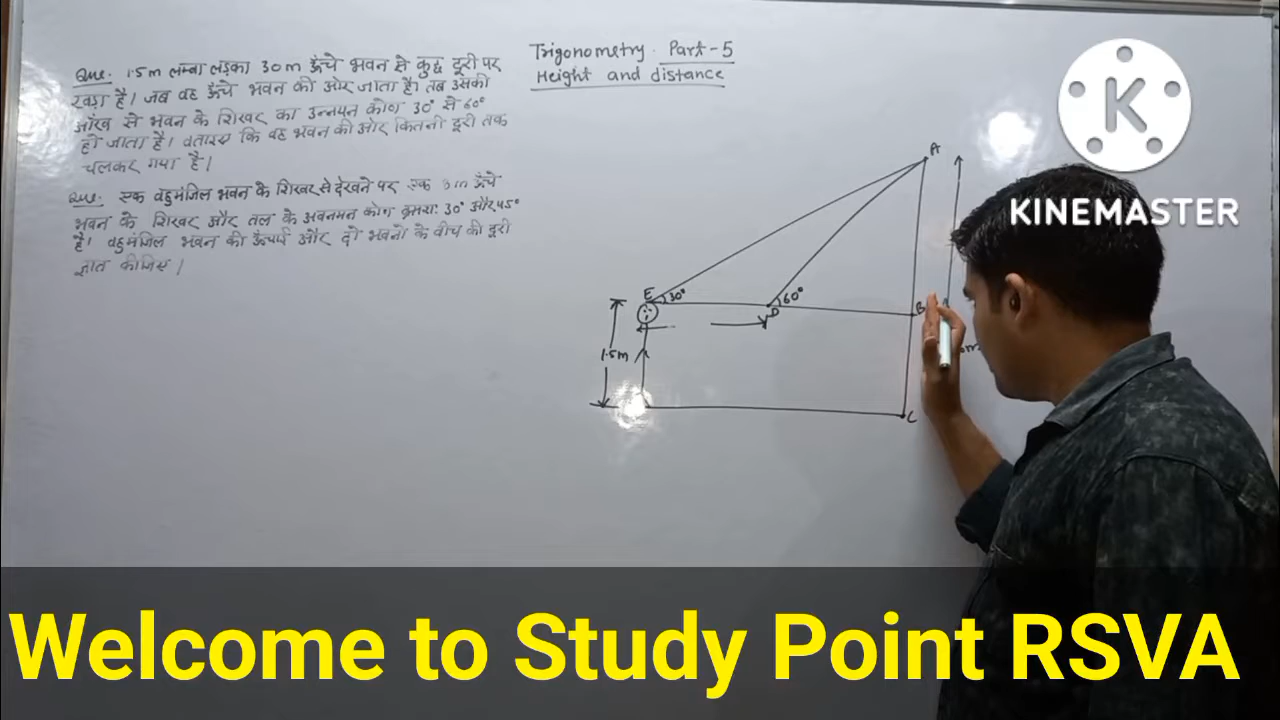 Trigonometry. Part-5
Height and distance
Que: 1.5m लम्बा लड़का 30m ऊँचे भवन से कुछ दूरी पर
खड़ा है। जब वह ऊँचे भवन की ओर जाता है। तब उसकी
आँख से भवन के शिखर का उन्नयन कोण 30° से 60°
हो जाता है। बताइए कि वह भवन की ओर कितनी दूरी तक
चलकर गया है।
Que: एक बहुमंजिल भवन के शिखर से देखने पर एक 8m ऊँचे
भवन के शिखर और तल के अवनमन कोण क्रमशः 30° और 45°
है। बहुमंजिल भवन की ऊँचाई और दो भवनों के बीच की दूरी
ज्ञात कीजिए।
A
E
30°
60°
D
B
1.5m
C
K
KINEMASTER
Welcome to Study Point RSVA